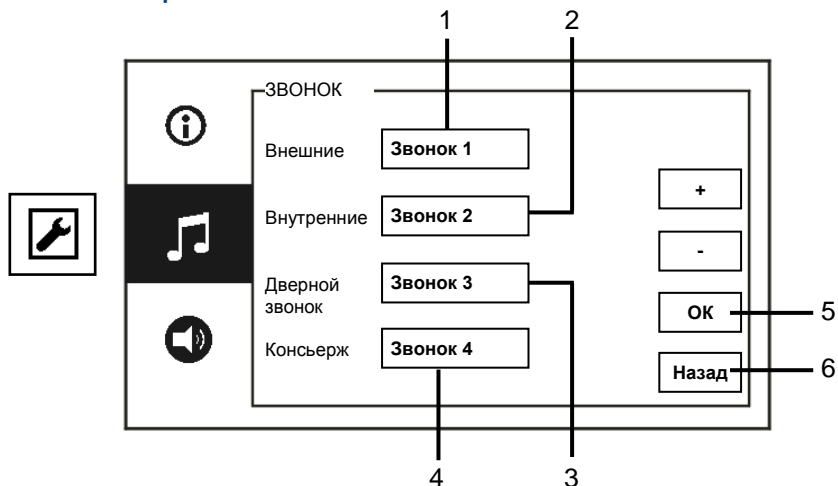 1
2
ЗВОНОК
Внешние
Звонок 1
Внутренние
Звонок 2
+
-
Дверной
звонок
Звонок 3
ОК
5
Консьерж
Звонок 4
Назад
6
4
3